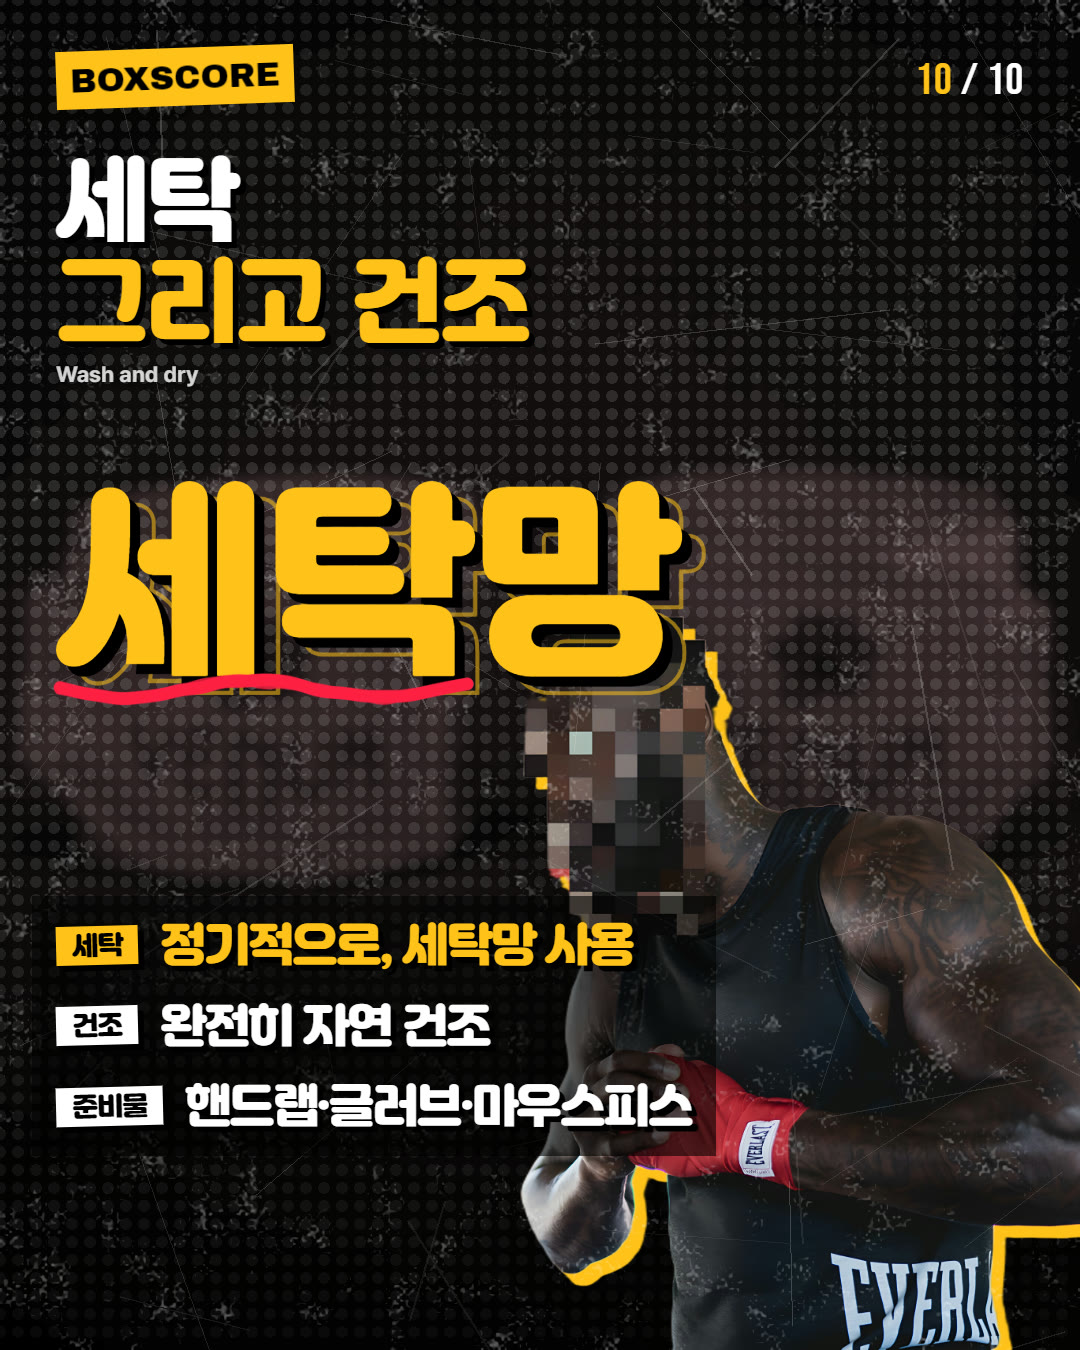 BOXSCORE
10 / 10
세탁
그리고 건조
Wash and dry
세탁망
세탁 정기적으로, 세탁망 사용
건조 완전히 자연 건조
준비물 핸드랩·글러브·마우스피스
EVERLAST
EVERLA